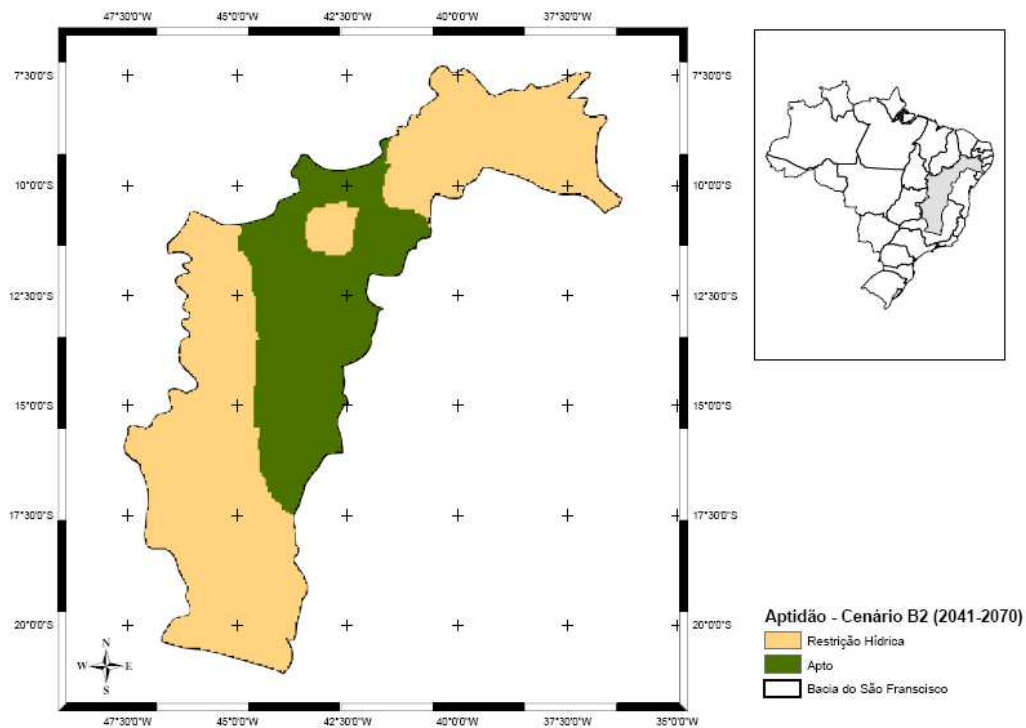 47°30'0"W 45°0'0"W 42°30'0"W 40°0'0"W 37°30'0"W
7°30'0"S 7°30'0"S
10°0'0"S 10°0'0"S
12°30'0"S 12°30'0"S
15°0'0"S 15°0'0"S
17°30'0"S 17°30'0"S
20°0'0"S 20°0'0"S
N
W E
S
47°30'0"W 45°0'0"W 42°30'0"W 40°0'0"W 37°30'0"W 35°0'0"W
Aptidão - Cenário B2 (2041-2070)
Restrição Hídrica
Apto
Bacia do São Franscisco